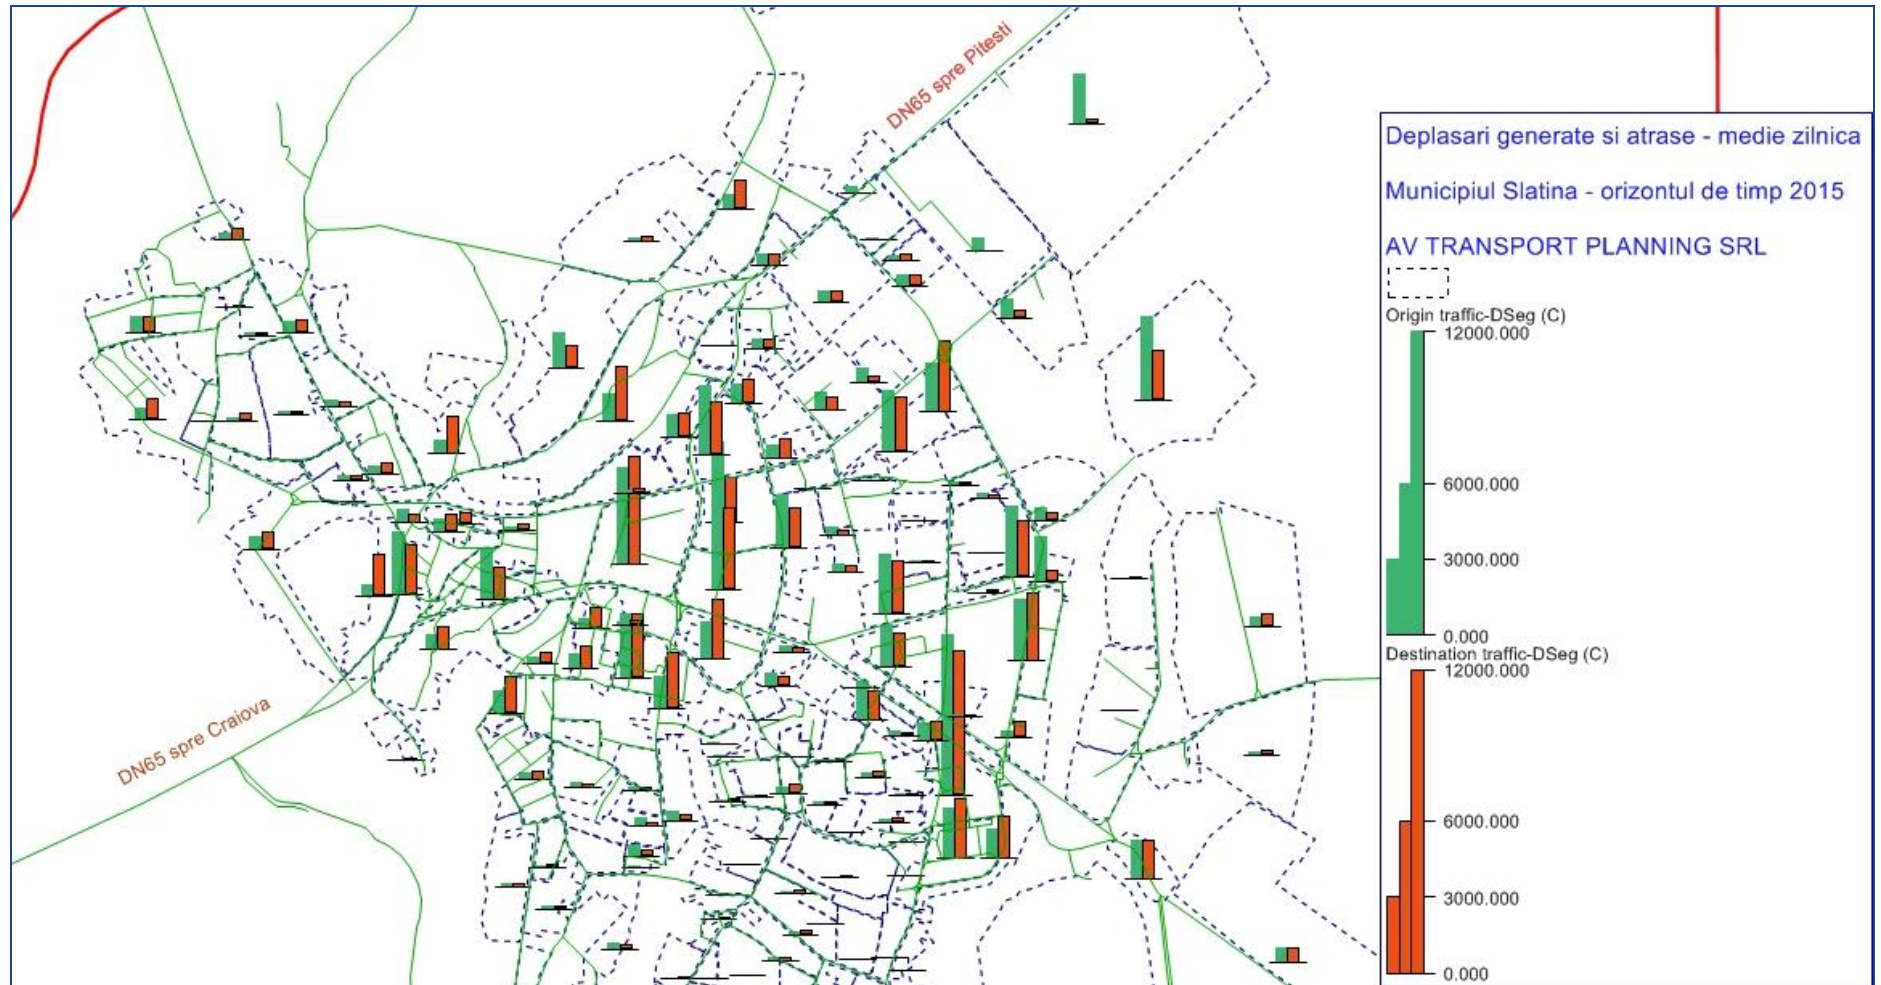 DN65 spre Pitesti
DN65 spre Craiova
Deplasari generate si atrase - medie zilnica
Municipiul Slatina - orizontul de timp 2015
AV TRANSPORT PLANNING SRL
Origin traffic-DSeg (C)
12000.000
6000.000
3000.000
0.000
Destination traffic-DSeg (C)
12000.000
6000.000
3000.000
0.000